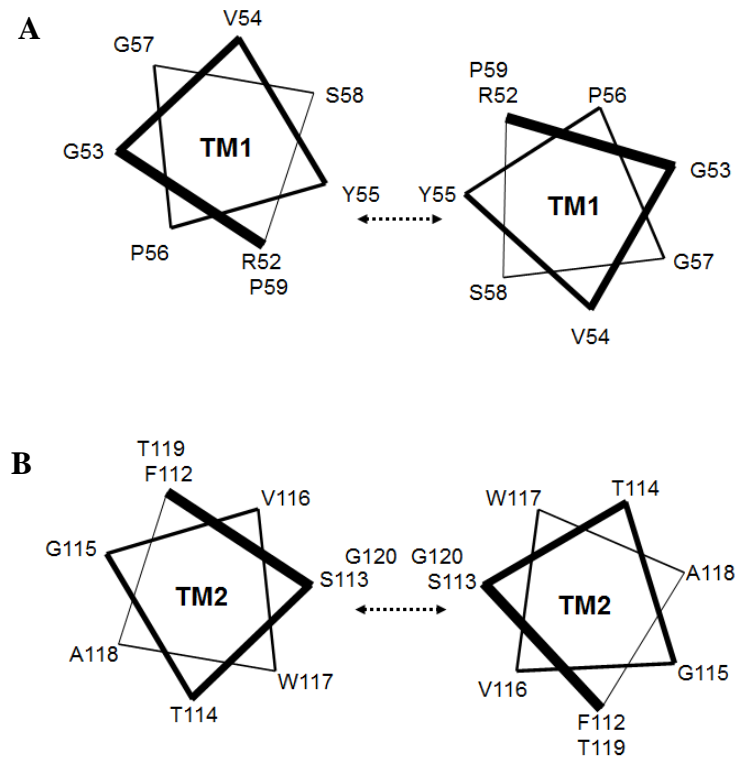 A
V54
G57
S58
G53
TM1
Y55
P56
R52
P59
P59
R52
P56
G53
Y55
TM1
G57
S58
V54
B
T119
F112
V116
G115
G120
S113
TM2
A118
W117
T114
W117
T114
G120
S113
A118
TM2
V116
G115
F112
T119